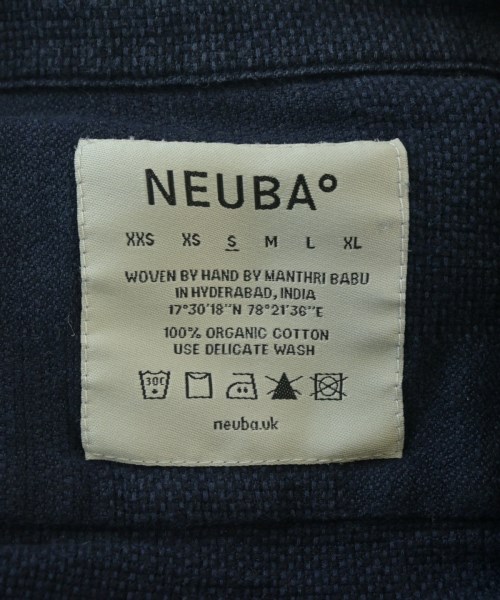 NEUBA°
XXS XS S M L XL
WOVEN BY HAND BY MANTHRI BABU
IN HYDERABAD, INDIA
17°30'18"N 78°21'36"E
100% ORGANIC COTTON
USE DELICATE WASH
30C
neuba.uk